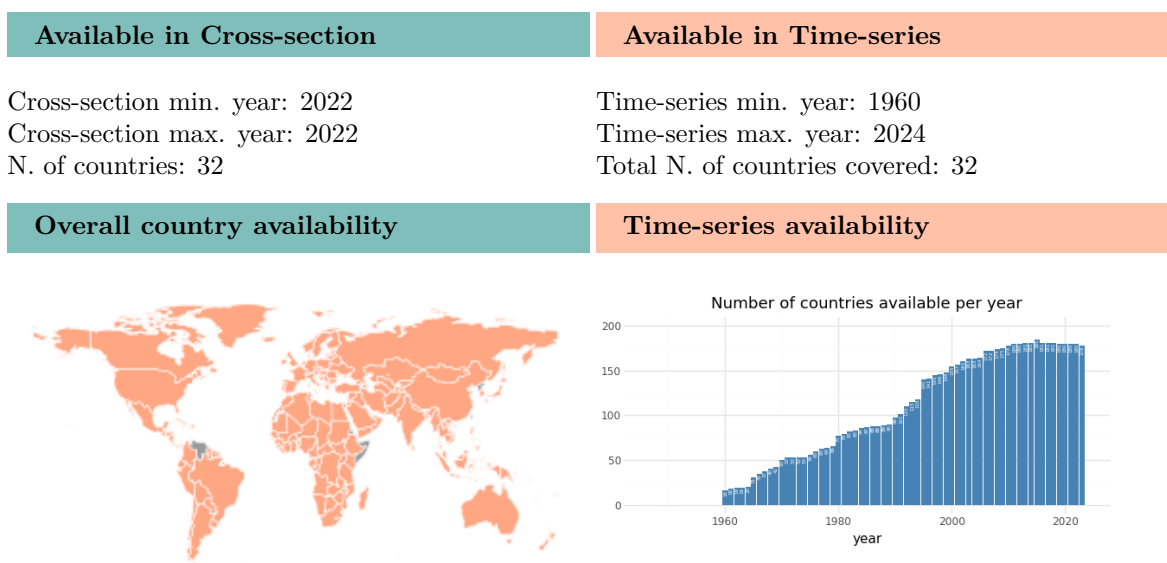 Available in Cross-section
Available in Time-series
Cross-section min. year: 2022
Cross-section max. year: 2022
N. of countries: 32
Time-series min. year: 1960
Time-series max. year: 2024
Total N. of countries covered: 32
Overall country availability
Time-series availability
Number of countries available per year
200
150
100
50
0
1960
1980
2000
2020
year